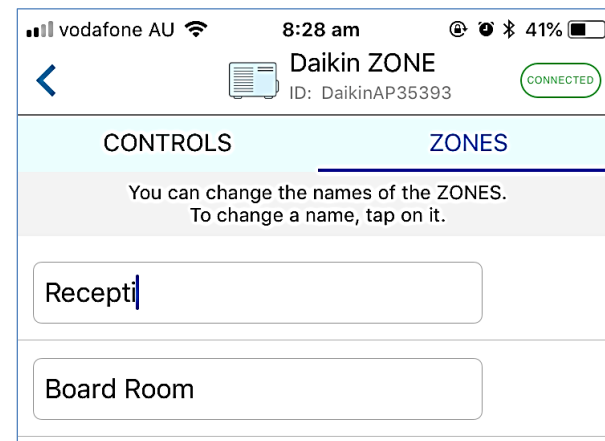 vodafone AU 8:28 am 41%
Daikin ZONE
ID: DaikinAP35393
CONNECTED
CONTROLS ZONES
You can change the names of the ZONES.
To change a name, tap on it.
Recepti
Board Room